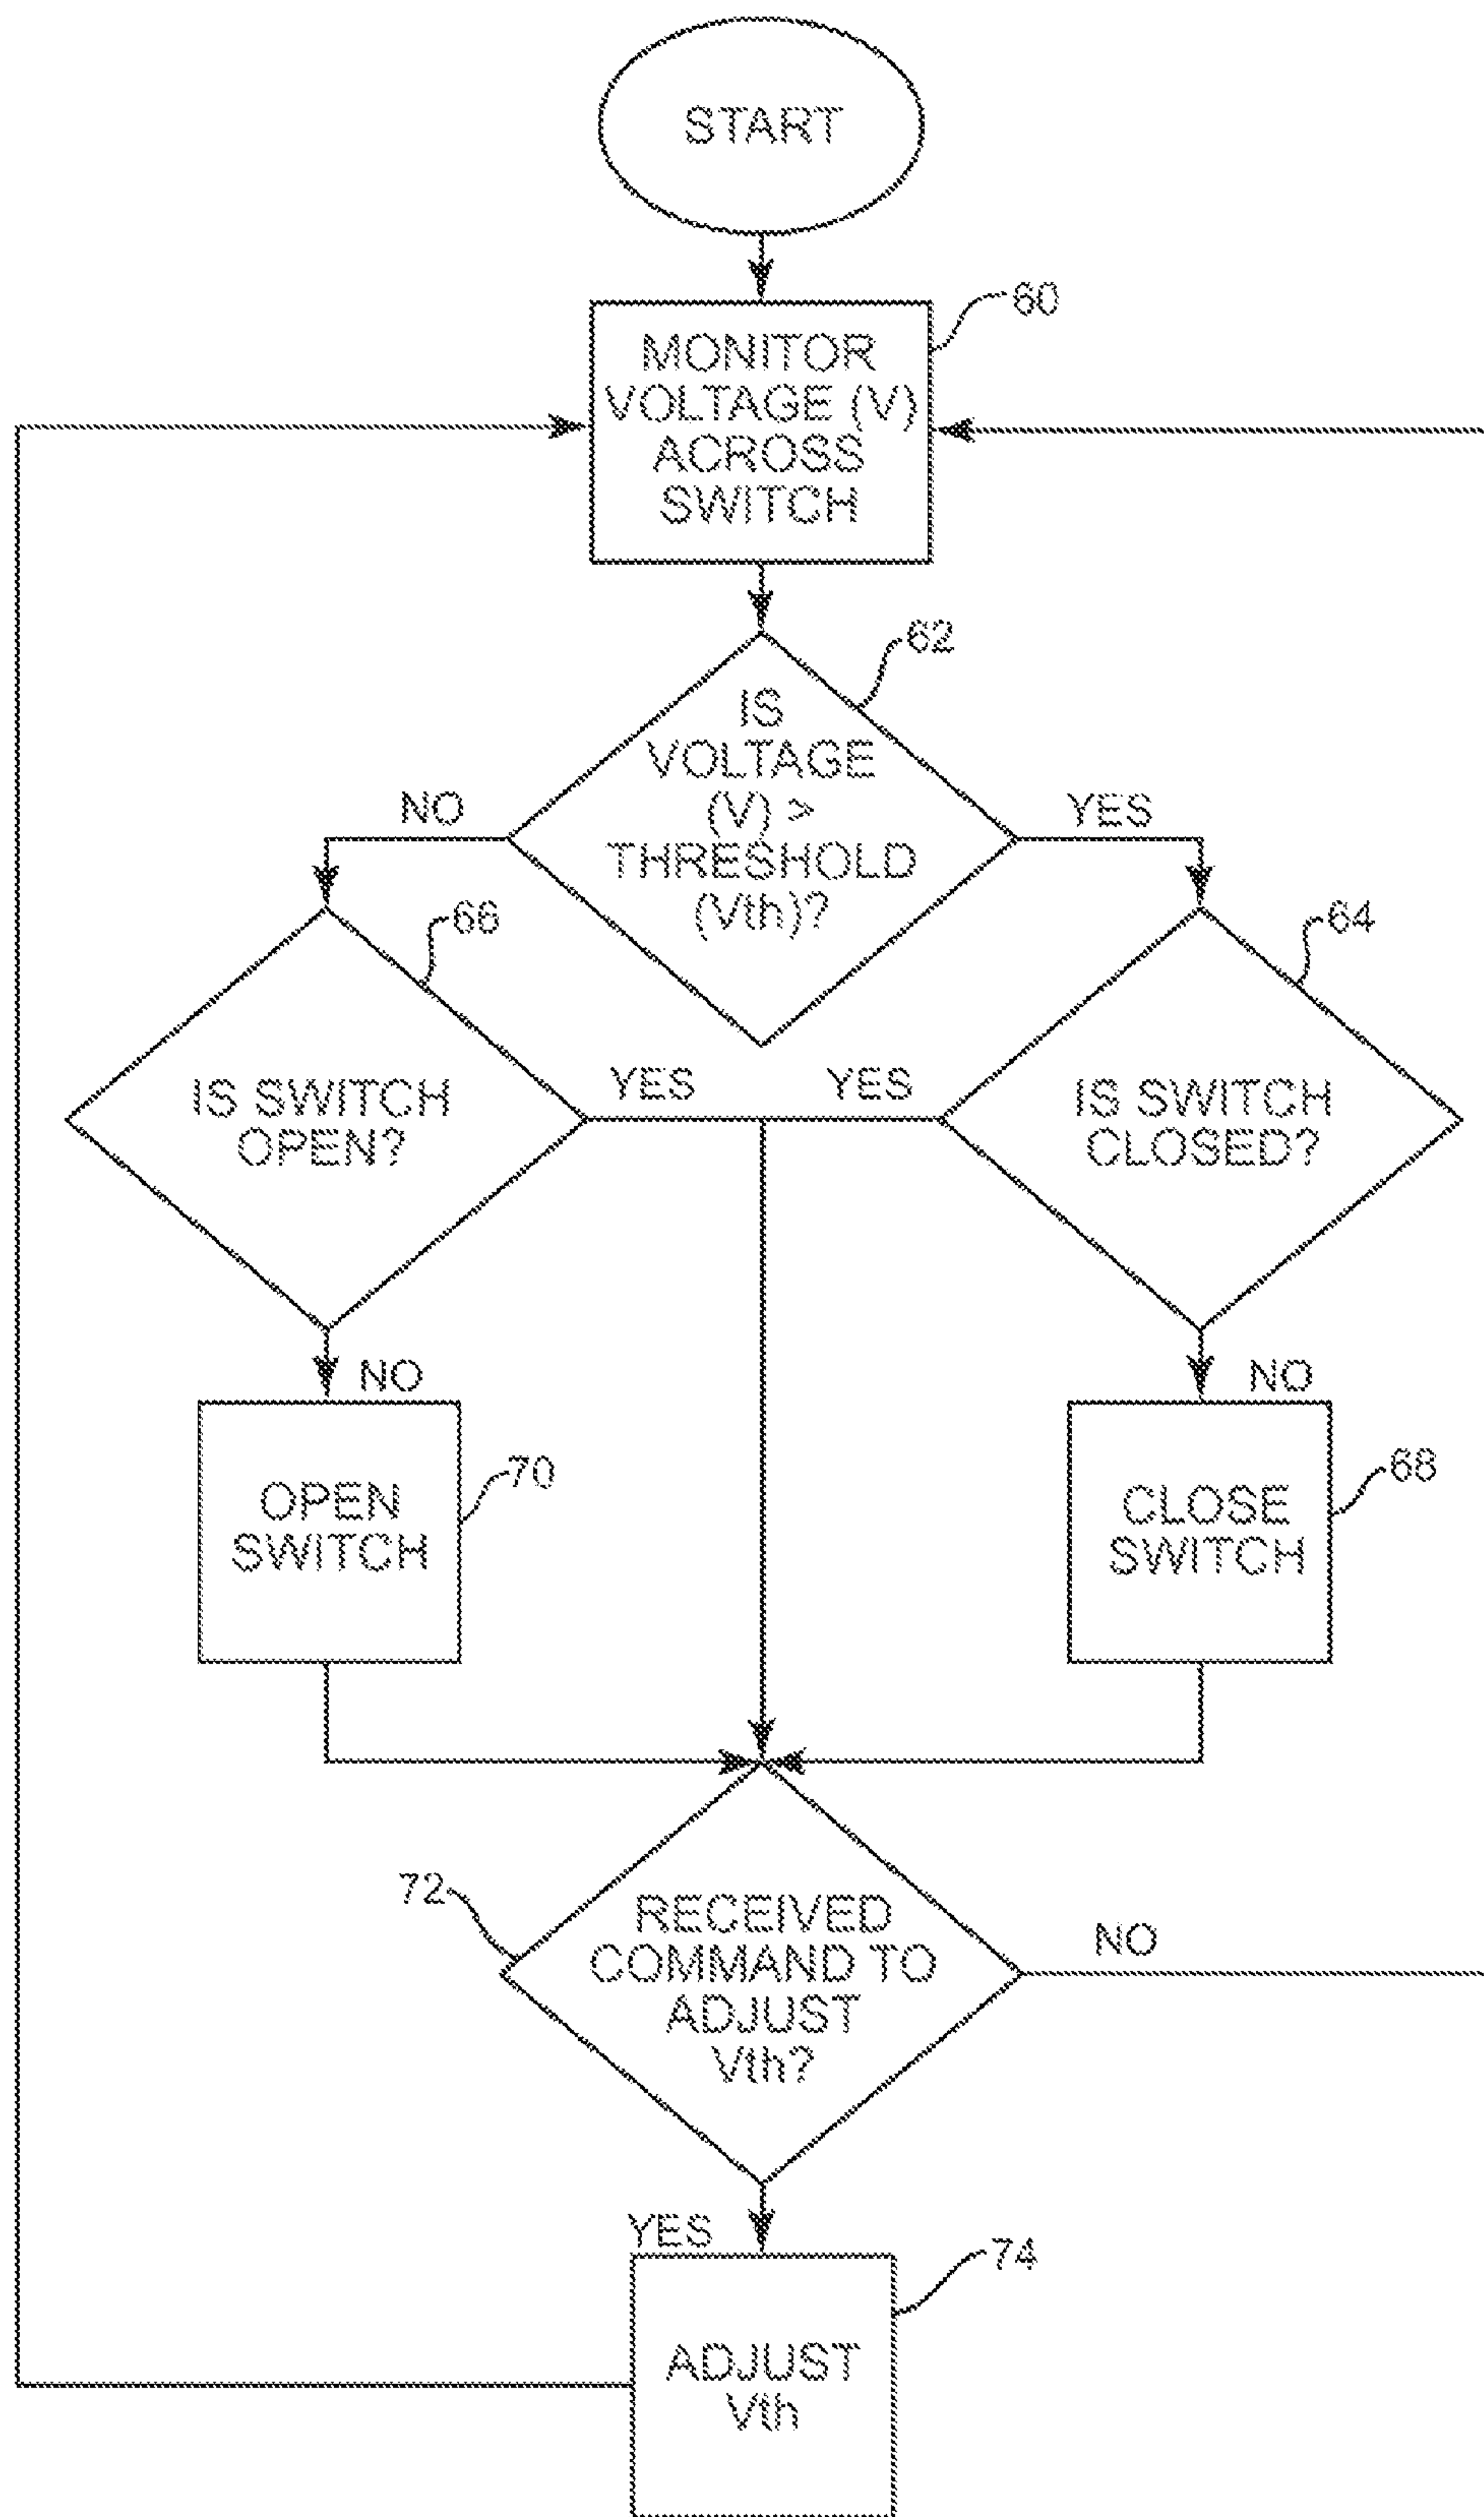 START
60
MONITOR
VOLTAGE (V)
ACROSS
SWITCH
62
IS
VOLTAGE
(V) >
THRESHOLD
(Vth)?
NO
YES
66
64
IS SWITCH
OPEN?
YES
YES
IS SWITCH
CLOSED?
NO
NO
OPEN
SWITCH
70
CLOSE
SWITCH
68
72
RECEIVED
COMMAND TO
ADJUST
Vth?
NO
YES
74
ADJUST
Vth